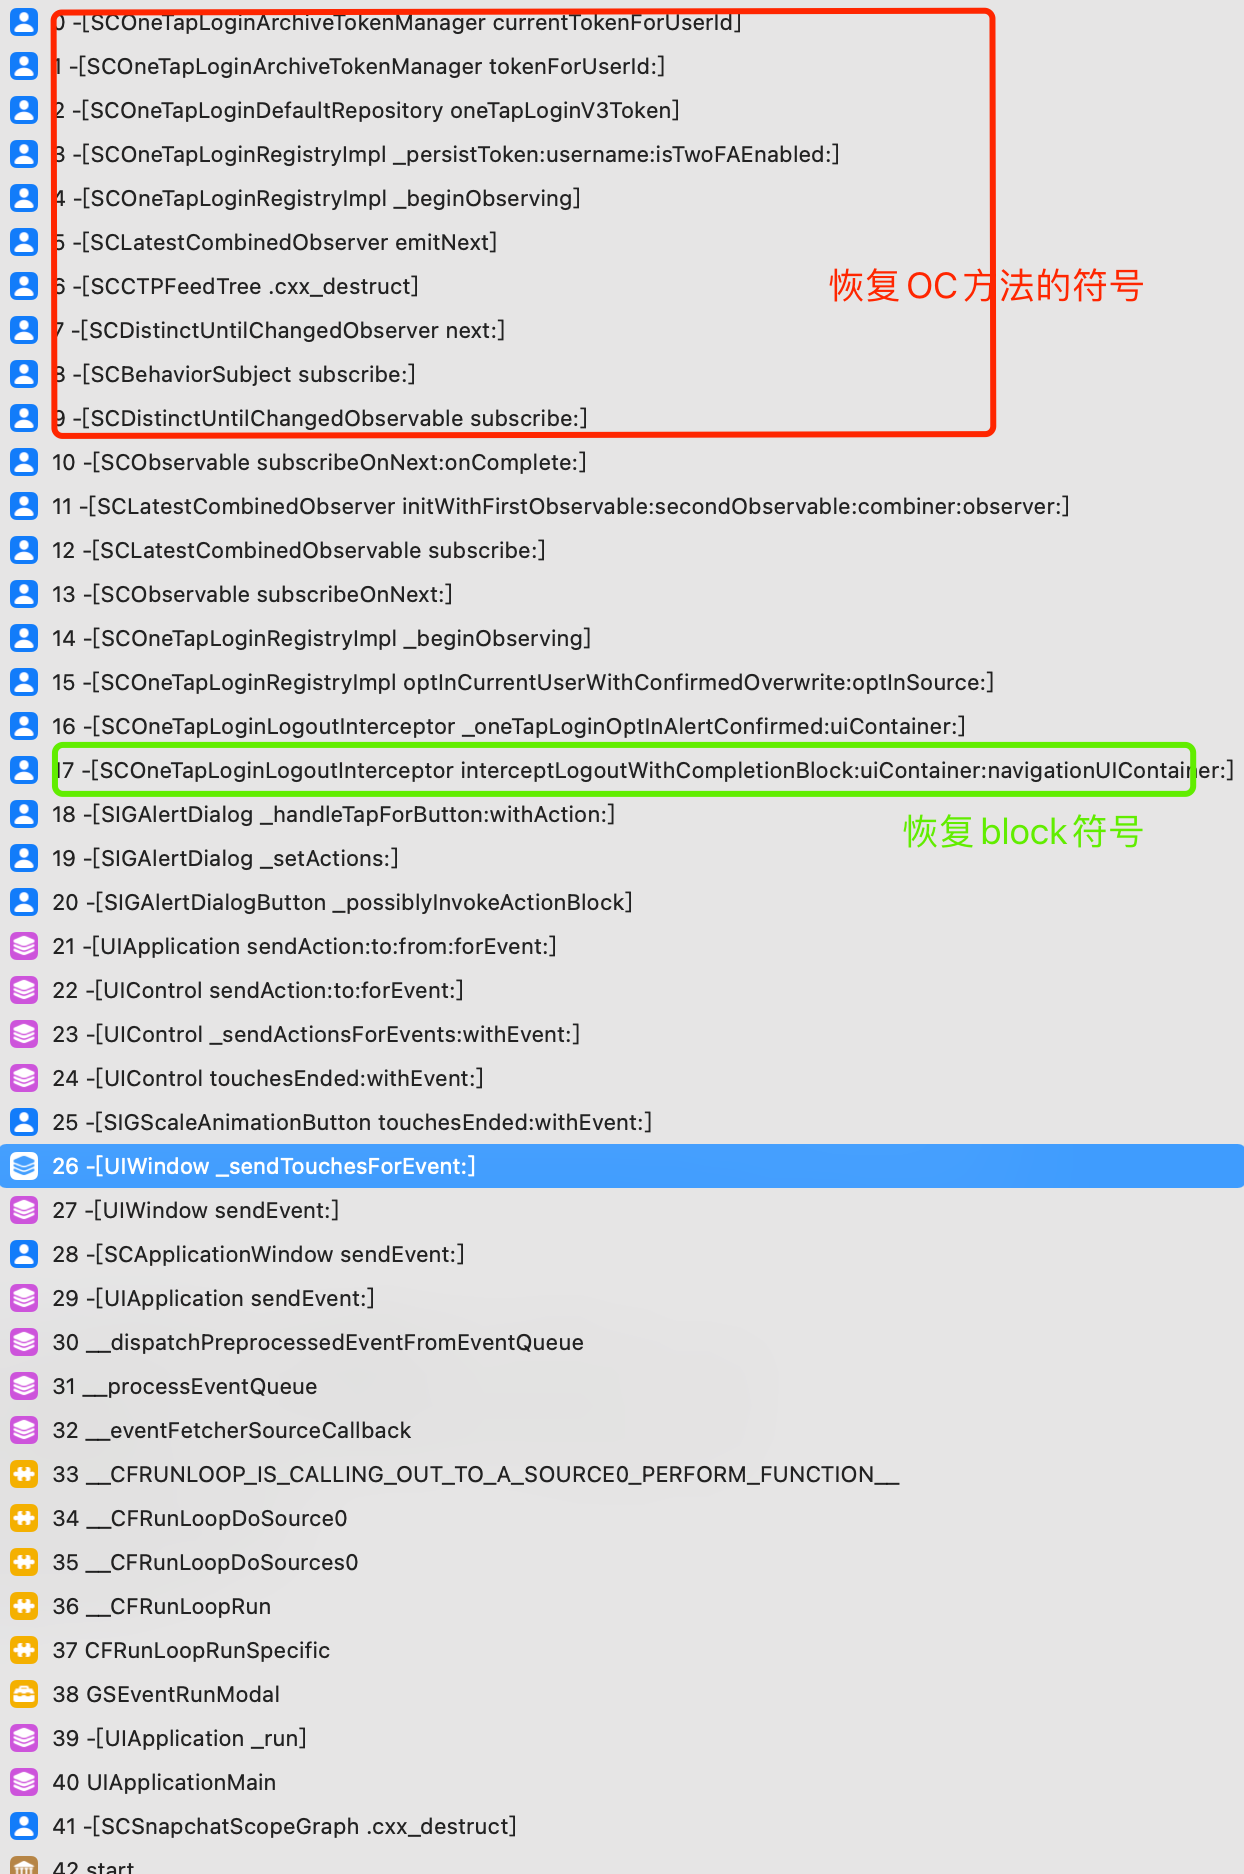 0 -[SCOneTapLoginArchiveTokenManager currentTokenForUserId]
1 -[SCOneTapLoginArchiveTokenManager tokenForUserId:]
2 -[SCOneTapLoginDefaultRepository oneTapLoginV3Token]
3 -[SCOneTapLoginRegistryImpl _persistToken:username:isTwoFAEnabled:]
4 -[SCOneTapLoginRegistryImpl _beginObserving]
5 -[SCLatestCombinedObserver emitNext]
6 -[SCCTPFeedTree .cxx_destruct]
恢复OC方法的符号
7 -[SCDistinctUntilChangedObserver next:]
8 -[SCBehaviorSubject subscribe:]
9 -[SCDistinctUntilChangedObservable subscribe:]
10 -[SCObservable subscribeOnNext:onComplete:]
11 -[SCLatestCombinedObserver initWithFirstObservable:secondObservable:combiner:observer:]
12 -[SCLatestCombinedObservable subscribe:]
13 -[SCObservable subscribeOnNext:]
14 -[SCOneTapLoginRegistryImpl _beginObserving]
15 -[SCOneTapLoginRegistryImpl optInCurrentUserWithConfirmedOverwrite:optInSource:]
16 -[SCOneTapLoginLogoutInterceptor _oneTapLoginOptInAlertConfirmed:uiContainer:]
17 -[SCOneTapLoginLogoutInterceptor interceptLogoutWithCompletionBlock:uiContainer:navigationUIContainer:]
18 -[SIGAlertDialog _handleTapForButton:withAction:]
恢复block符号
19 -[SIGAlertDialog _setActions:]
20 -[SIGAlertDialogButton _possiblyInvokeActionBlock]
21 -[UIApplication sendAction:to:from:forEvent:]
22 -[UIControl sendAction:to:forEvent:]
23 -[UIControl _sendActionsForEvents:withEvent:]
24 -[UIControl touchesEnded:withEvent:]
25 -[SIGScaleAnimationButton touchesEnded:withEvent:]
26 -[UIWindow _sendTouchesForEvent:]
27 -[UIWindow sendEvent:]
28 -[SCApplicationWindow sendEvent:]
29 -[UIApplication sendEvent:]
30 __dispatchPreprocessedEventFromEventQueue
31 __processEventQueue
32 __eventFetcherSourceCallback
33 __CFRUNLOOP_IS_CALLING_OUT_TO_A_SOURCE0_PERFORM_FUNCTION__
34 __CFRunLoopDoSource0
35 __CFRunLoopDoSources0
36 __CFRunLoopRun
37 CFRunLoopRunSpecific
38 GSEventRunModal
39 -[UIApplication _run]
40 UIApplicationMain
41 -[SCSnapchatScopeGraph .cxx_destruct]
42 start